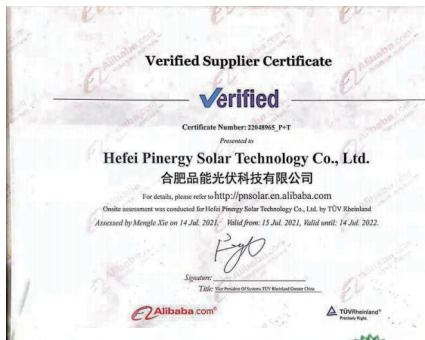 Verified Supplier Certificate
Verified
Certificate Number: 22048965_P+T
Presented to
Hefei Pinergy Solar Technology Co., Ltd.
合肥品能光伏科技有限公司
For details, please refer to http://pnsolar.en.alibaba.com
Onsite assessment was conducted for Hefei Pinergy Solar Technology Co., Ltd. by TÜV Rheinland
Assessed by Mengle Xie on 14 Jul. 2021, Valid from: 15 Jul. 2021, Valid until: 14 Jul. 2022.
Signature:
Title: Vice President Of Systems TÜV Rheinland Greater China
Alibaba.com®
TÜVRheinland®
Precisely Right.